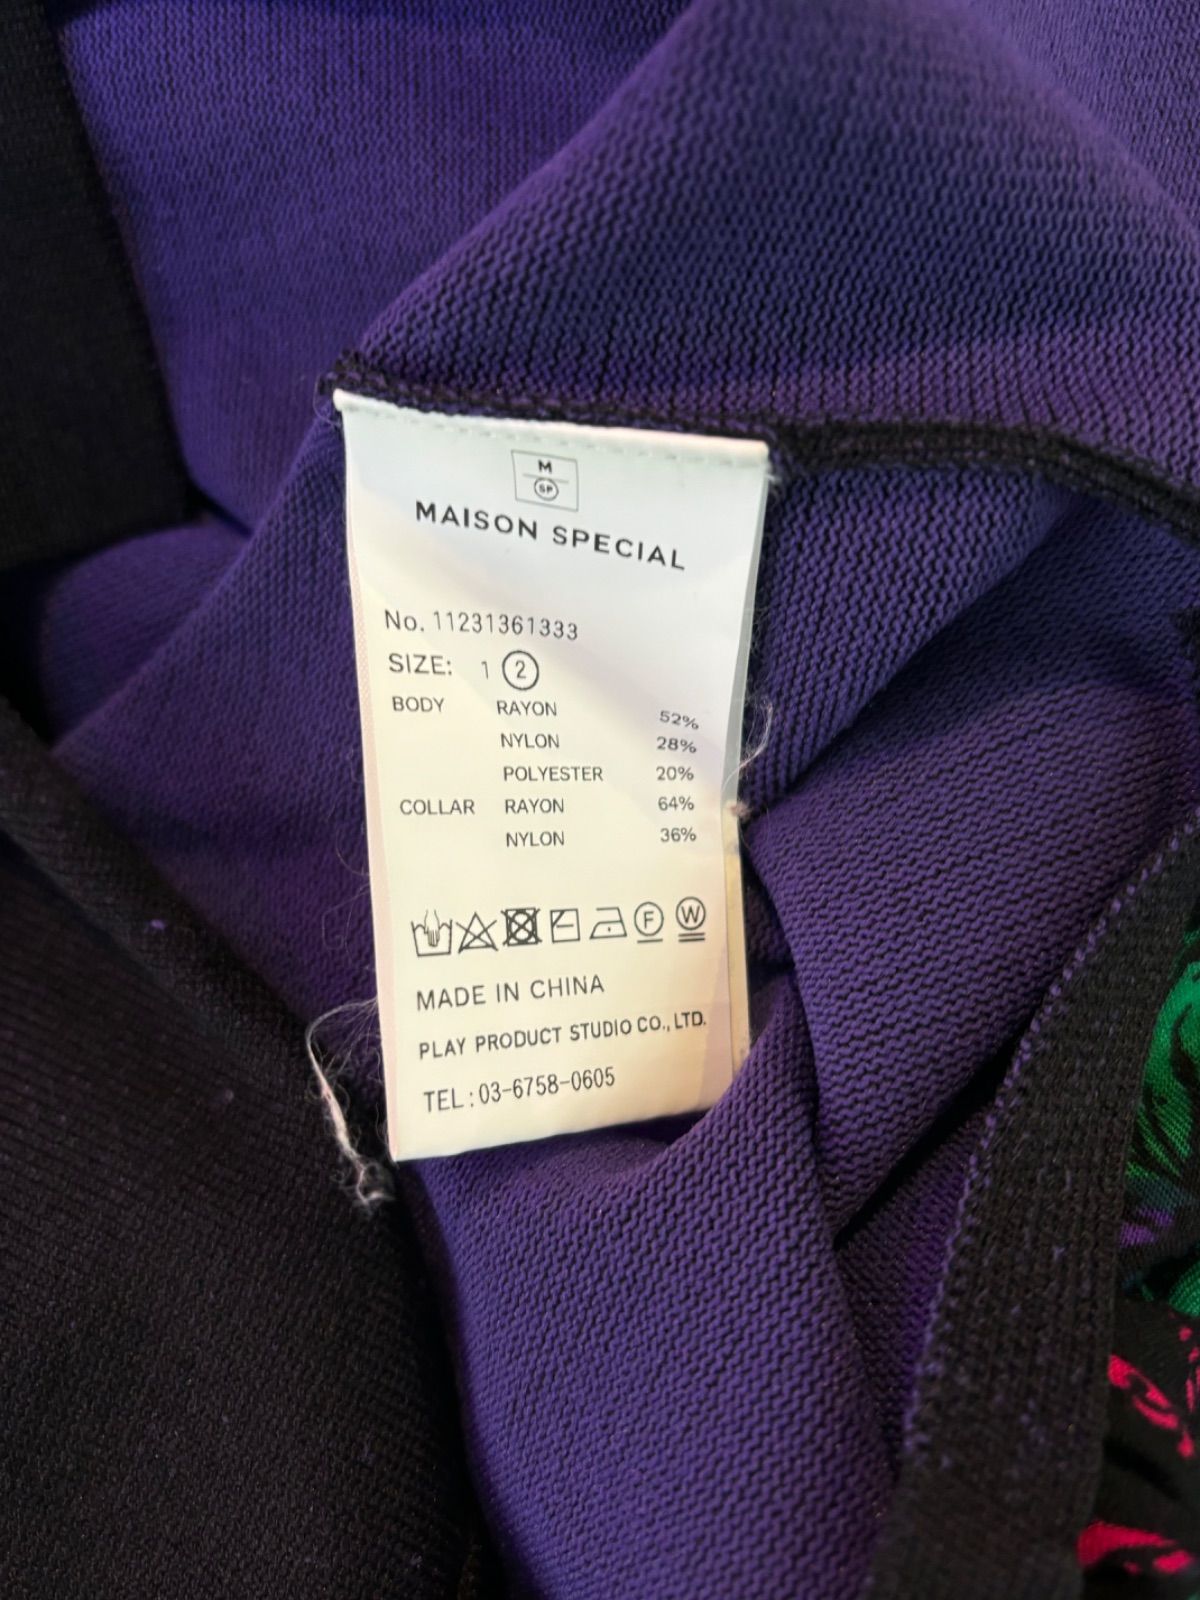 M
SP
MAISON SPECIAL
No. 11231361333
SIZE: 1 2
BODY RAYON 52%
NYLON 28%
POLYESTER 20%
COLLAR RAYON 64%
NYLON 36%
F W
MADE IN CHINA
PLAY PRODUCT STUDIO CO., LTD.
TEL : 03-6758-0605